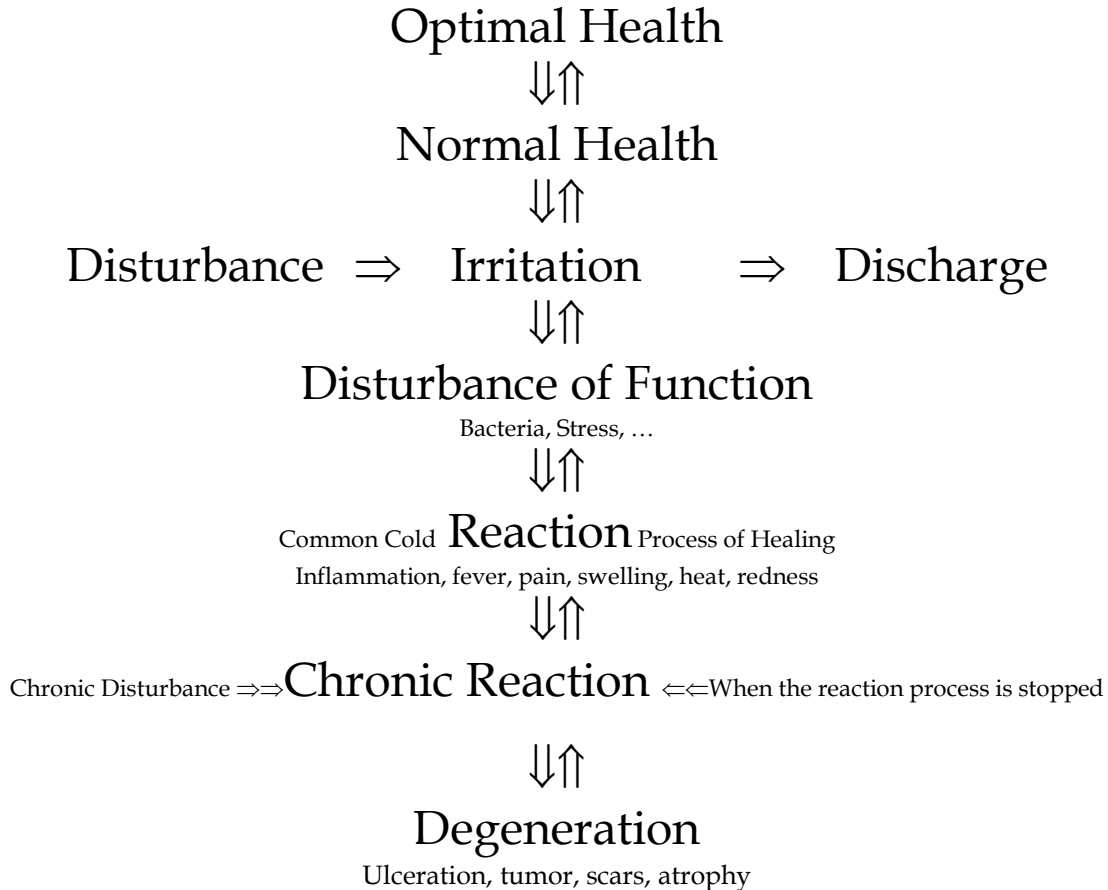 Optimal Health
⇓⇑
Normal Health
⇓⇑
Disturbance ⇒ Irritation ⇒ Discharge
⇓⇑
Disturbance of Function
Bacteria, Stress, …
⇓⇑
Common Cold Reaction Process of Healing
Inflammation, fever, pain, swelling, heat, redness
⇓⇑
Chronic Disturbance ⇒⇒Chronic Reaction ⇐⇐When the reaction process is stopped
⇓⇑
Degeneration
Ulceration, tumor, scars, atrophy